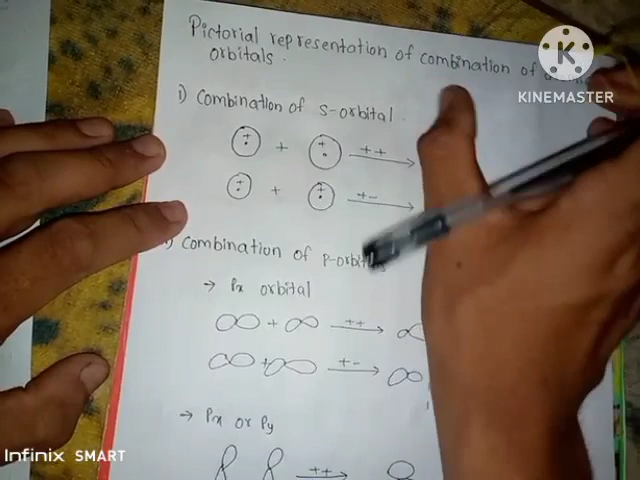 Pictorial representation of combination of
orbitals.
KINEMASTER
i) Combination of s-orbital.
+ + + ++
+ + + +-
) Combination of P-orbital
→ Px orbital
+ ++
+ +-
→ Px or Py
++
Infinix SMART